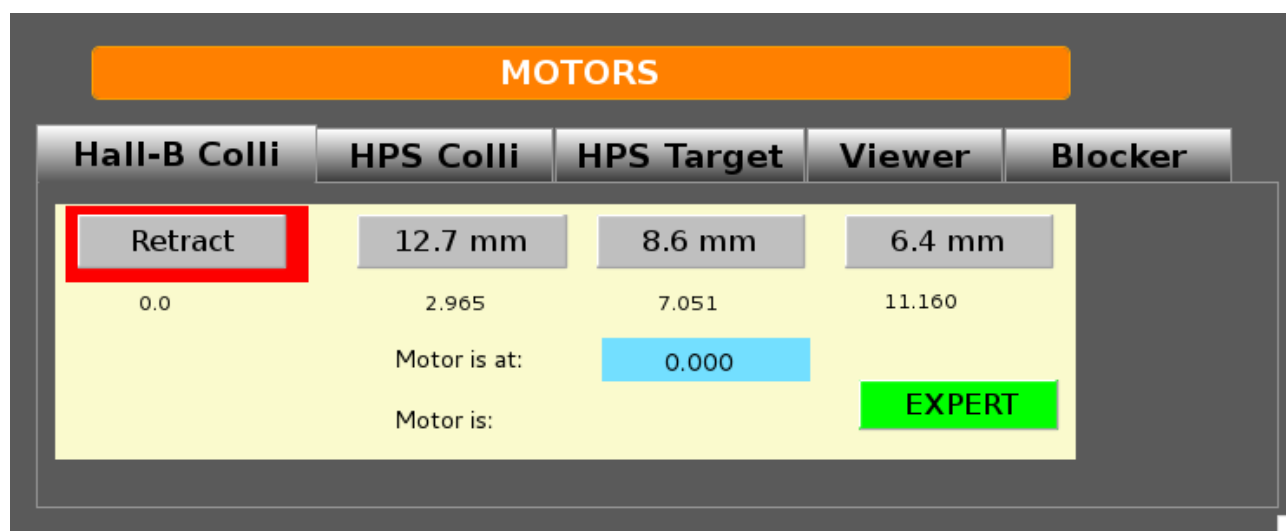 MOTORS
Hall-B Colli HPS Colli HPS Target Viewer Blocker
Retract 12.7 mm 8.6 mm 6.4 mm
0.0 2.965 7.051 11.160
Motor is at: 0.000
EXPERT
Motor is: